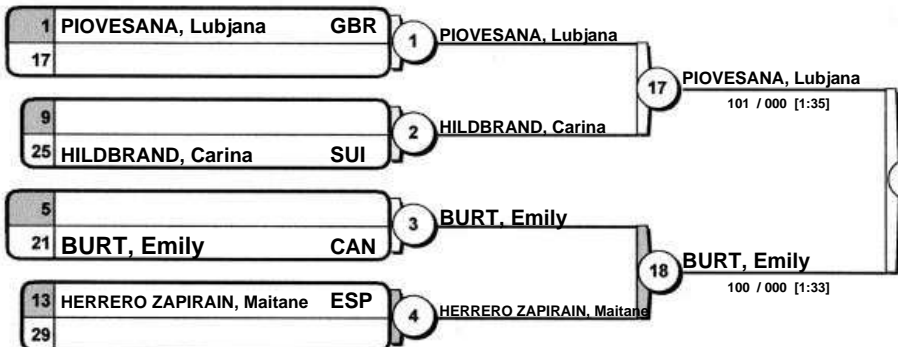 1 PIOVESANA, Lubjana GBR
17
1
PIOVESANA, Lubjana
9
25 HILDBRAND, Carina SUI
2
HILDBRAND, Carina
17
PIOVESANA, Lubjana
101 / 000 [1:35]
5
21 BURT, Emily CAN
3
BURT, Emily
13 HERRERO ZAPIRAIN, Maitane ESP
29
4
HERRERO ZAPIRAIN, Maitane
18
BURT, Emily
100 / 000 [1:33]